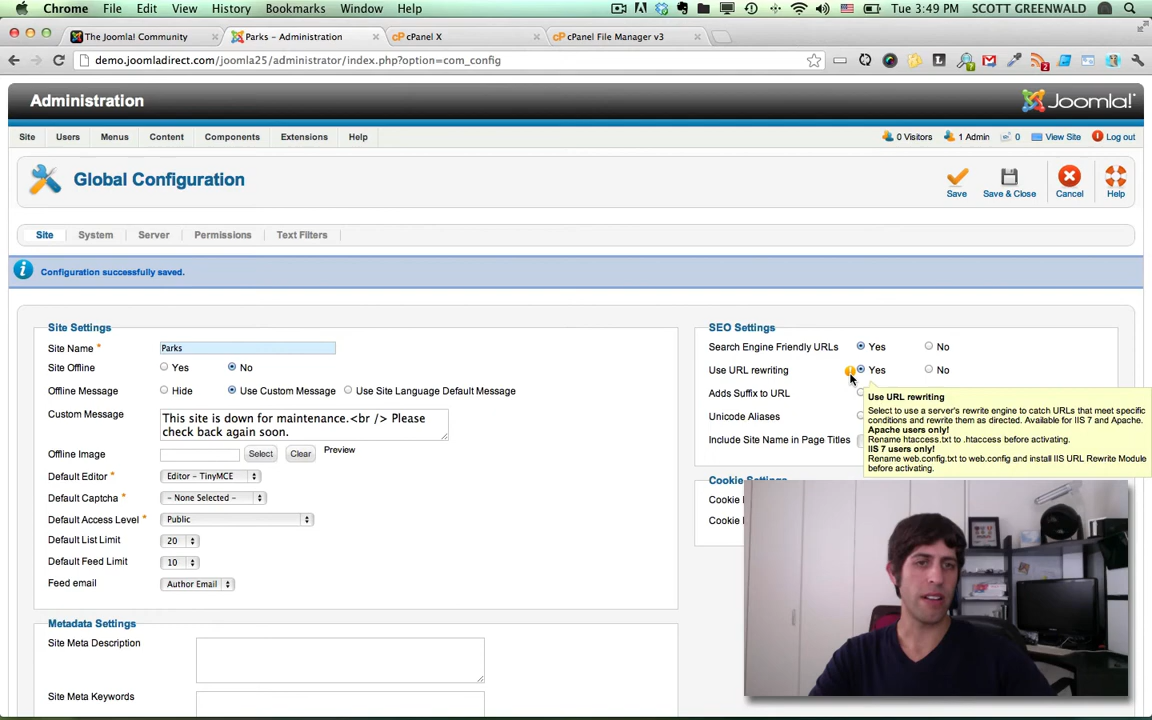 Chrome File Edit View History Bookmarks Window Help Tue 3:49 PM SCOTT GREENWALD
The Joomla! Community Parks – Administration cPanel X cPanel File Manager v3
demo.joomladirect.com/joomla25/administrator/index.php?option=com_config
Administration Joomla!
Site Users Menus Content Components Extensions Help 0 Visitors 1 Admin 0 View Site Log out
Global Configuration
Save Save & Close Cancel Help
Site System Server Permissions Text Filters
Configuration successfully saved.
Site Settings
Site Name * Parks
Site Offline Yes No
Offline Message Hide Use Custom Message Use Site Language Default Message
Custom Message This site is down for maintenance.<br /> Please
check back again soon.
Offline Image Select Clear Preview
Default Editor * Editor - TinyMCE
Default Captcha * - None Selected -
Default Access Level * Public
Default List Limit 20
Default Feed Limit 10
Feed email Author Email
Metadata Settings
Site Meta Description
Site Meta Keywords
SEO Settings
Search Engine Friendly URLs Yes No
Use URL rewriting Yes No
Adds Suffix to URL
Unicode Aliases
Include Site Name in Page Titles
Use URL rewriting
Select to use a server's rewrite engine to catch URLs that meet specific
conditions and rewrite them as directed. Available for IIS 7 and Apache.
Apache users only!
Rename htaccess.txt to .htaccess before activating.
IIS 7 users only!
Rename web.config.txt to web.config and install IIS URL Rewrite Module
before activating.
Cookie Settings
Cookie
Cookie